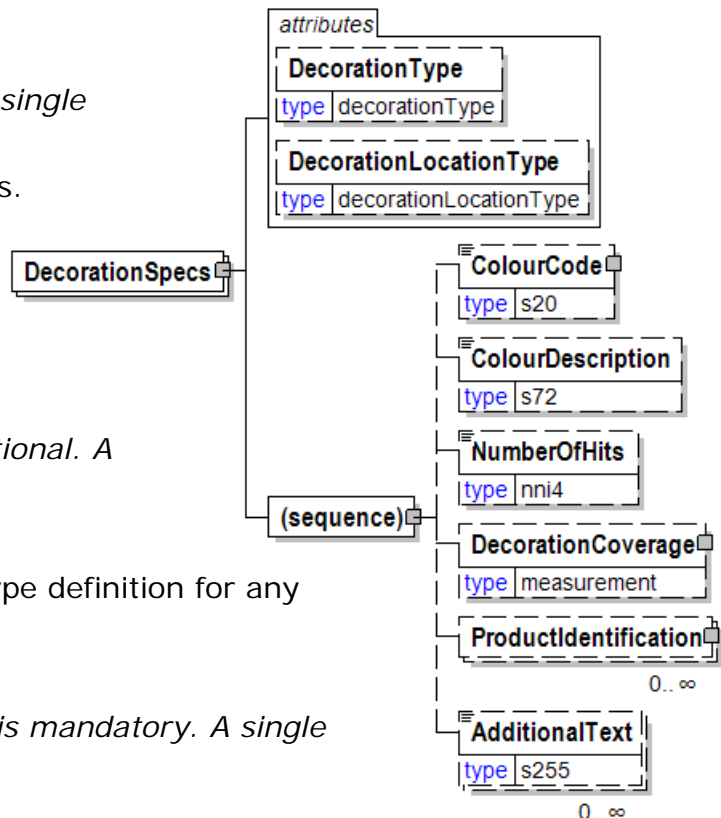 attributes
DecorationType
type decorationType
single
DecorationLocationType
s.
type decorationLocationType
DecorationSpecs
ColourCode
type s20
ColourDescription
type s72
tional. A
NumberOfHits
type nni4
(sequence)
DecorationCoverage
type measurement
ype definition for any
ProductIdentification
0.. ∞
is mandatory. A single
AdditionalText
type s255
0.. ∞